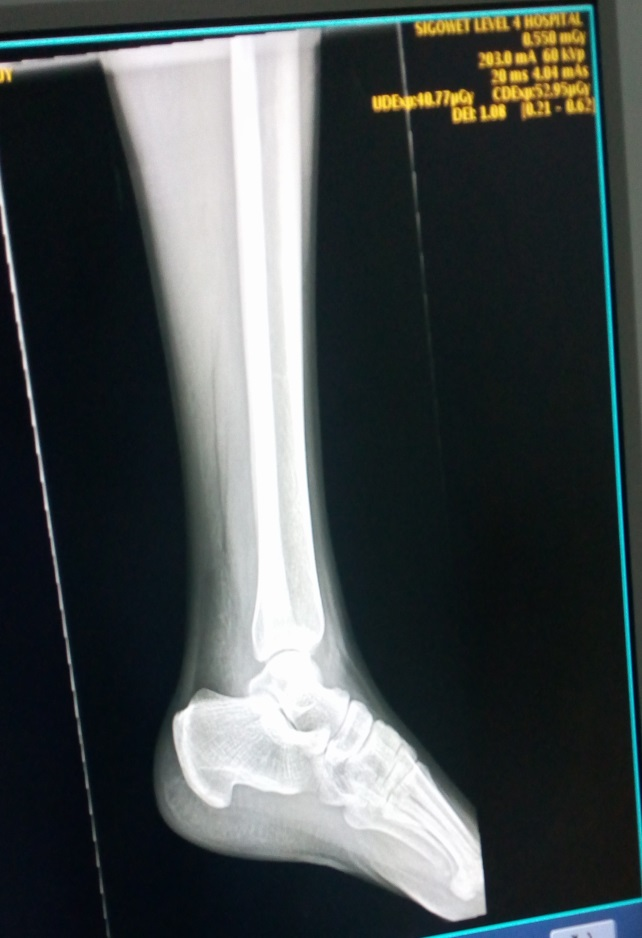 SIGOWET LEVEL 4 HOSPITAL
0.550 mGy
203.0 mA 60 kVp
20 ms 4.04 mAs
UDExp:40.77µGy CDExp:52.95µGy
DEI: 1.08 [0.21 - 0.62]